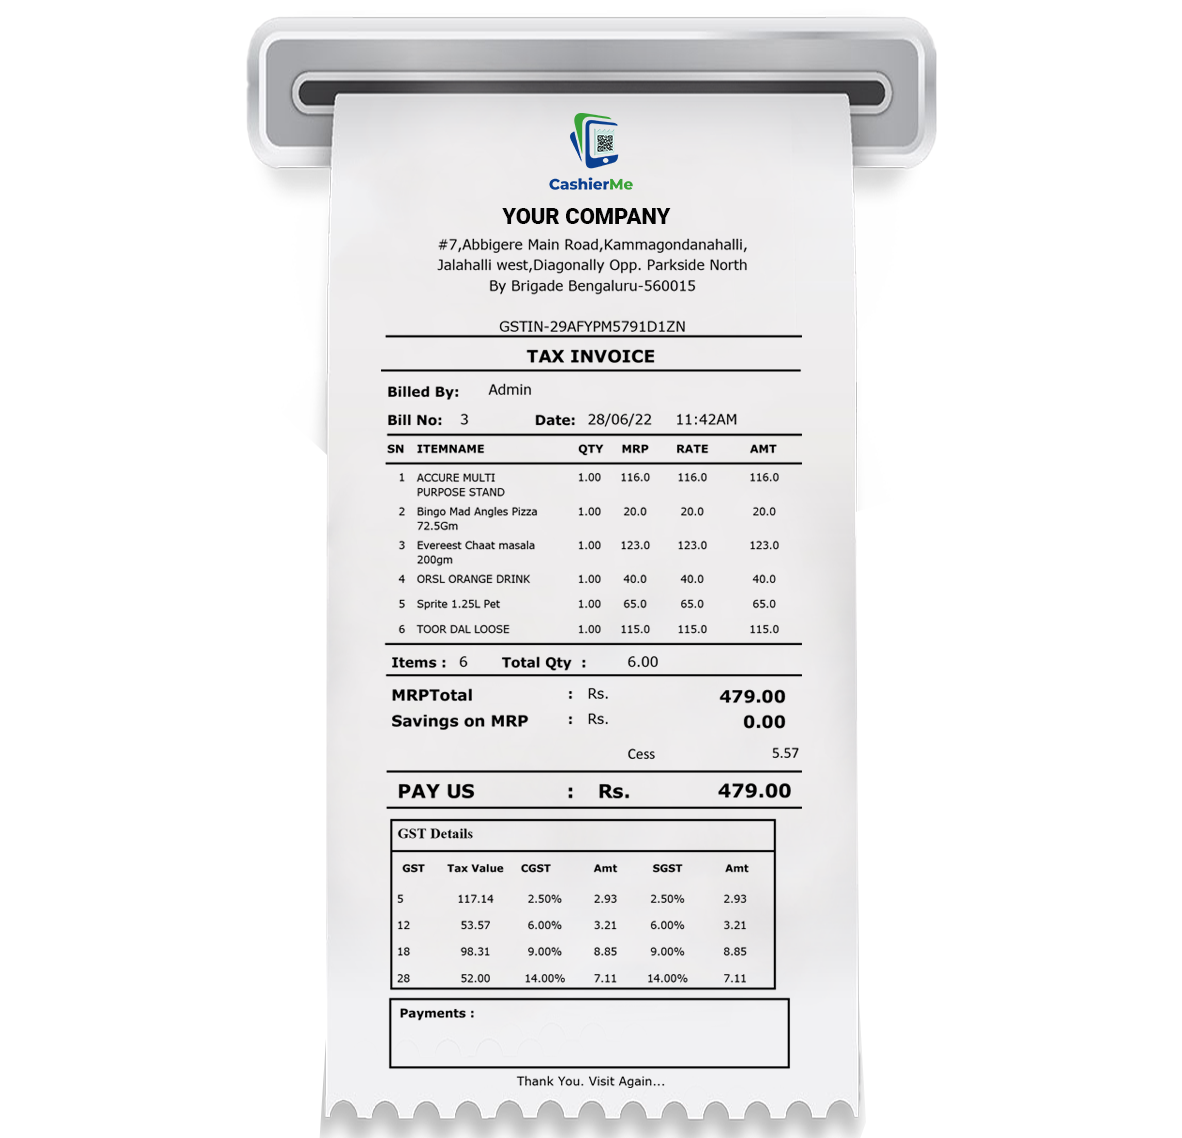 CashierMe
YOUR COMPANY
#7,Abbigere Main Road,Kammagondanahalli,
Jalahalli west,Diagonally Opp. Parkside North
By Brigade Bengaluru-560015
GSTIN-29AFYPM5791D1ZN
TAX INVOICE
Billed By: Admin
Bill No: 3 Date: 28/06/22 11:42AM
SN ITEMNAME QTY MRP RATE AMT
1 ACCURE MULTI 1.00 116.0 116.0 116.0
PURPOSE STAND
2 Bingo Mad Angles Pizza 1.00 20.0 20.0 20.0
72.5Gm
3 Evereest Chaat masala 1.00 123.0 123.0 123.0
200gm
4 ORSL ORANGE DRINK 1.00 40.0 40.0 40.0
5 Sprite 1.25L Pet 1.00 65.0 65.0 65.0
6 TOOR DAL LOOSE 1.00 115.0 115.0 115.0
Items : 6 Total Qty : 6.00
MRPTotal : Rs. 479.00
Savings on MRP : Rs. 0.00
Cess 5.57
PAY US : Rs. 479.00
GST Details
GST Tax Value CGST Amt SGST Amt
5 117.14 2.50% 2.93 2.50% 2.93
12 53.57 6.00% 3.21 6.00% 3.21
18 98.31 9.00% 8.85 9.00% 8.85
28 52.00 14.00% 7.11 14.00% 7.11
Payments :
Thank You. Visit Again...